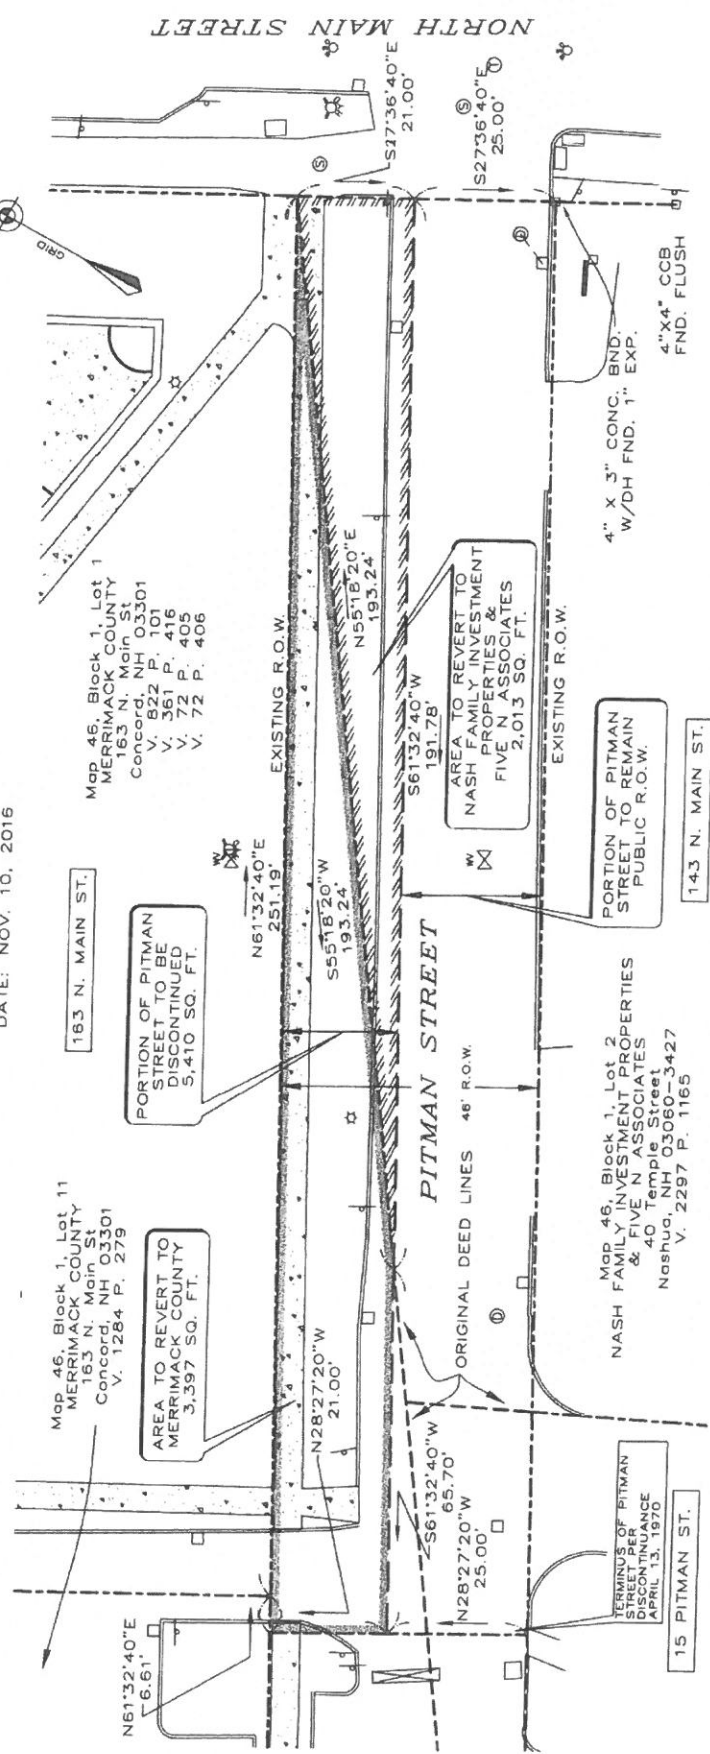 NORTH MAIN STREET
DATE: NOV. 10, 2016
GRID
163 N. MAIN ST.
Map 46, Block 1, Lot 11
MERRIMACK COUNTY
163 N. Main St
Concord, NH 03301
V. 1284 P. 279
Map 46, Block 1, Lot 1
MERRIMACK COUNTY
163 N. Main St
Concord, NH 03301
V. 822 P. 101
V. 361 P. 416
V. 72 P. 405
V. 72 P. 406
AREA TO REVERT TO
MERRIMACK COUNTY
3,397 SQ. FT.
PORTION OF PITMAN
STREET TO BE
DISCONTINUED
5,410 SQ. FT.
N61°32'40"E
6.61'
N61°32'40"E
251.19'
WV
EXISTING R.O.W.
S27°36'40"E
21.00'
S
S55°18'20"W
193.24'
N55°18'20"E
193.24'
N28°27'20"W
21.00'
S61°32'40"W
65.70'
S61°32'40"W
191.78'
S27°36'40"E
25.00'
S
T
N28°27'20"W
25.00'
ORIGINAL DEED LINES
PITMAN STREET
46' R.O.W.
WV
AREA TO REVERT TO
NASH FAMILY INVESTMENT
PROPERTIES &
FIVE N ASSOCIATES
2,013 SQ. FT.
D
D
EXISTING R.O.W.
TERMINUS OF PITMAN
STREET PER
DISCONTINUANCE
APRIL 13, 1970
15 PITMAN ST.
Map 46, Block 1, Lot 2
NASH FAMILY INVESTMENT PROPERTIES
& FIVE N ASSOCIATES
40 Temple Street
Nashua, NH 03060-3427
V. 2297 P. 1165
PORTION OF PITMAN
STREET TO REMAIN
PUBLIC R.O.W.
143 N. MAIN ST.
4" X 3" CONC. BND.
W/DH FND. 1" EXP.
4"X4" CCB
FND. FLUSH